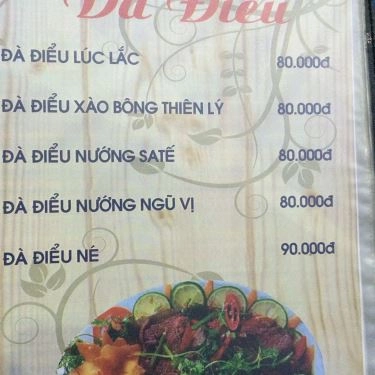 Đà Điểu
ĐÀ ĐIỂU LÚC LẮC 80.000đ
ĐÀ ĐIỂU XÀO BÔNG THIÊN LÝ 80.000đ
ĐÀ ĐIỂU NƯỚNG SATẾ 80.000đ
ĐÀ ĐIỂU NƯỚNG NGŨ VỊ 80.000đ
ĐÀ ĐIỂU NÉ 90.000đ